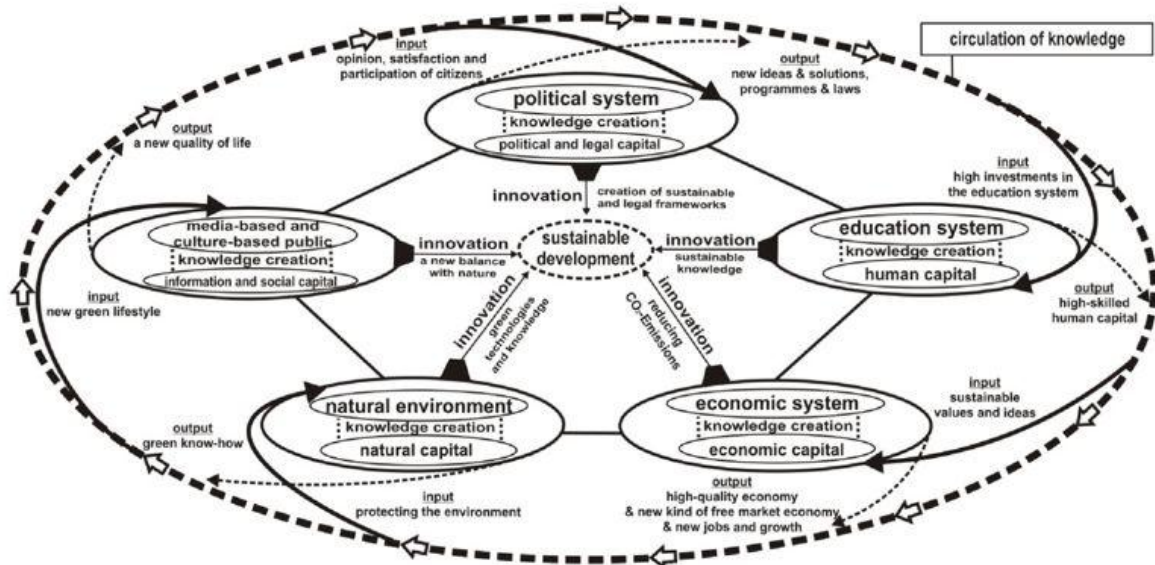 circulation of knowledge
input
opinion, satisfaction and
participation of citizens
output
new ideas & solutions,
programmes & laws
political system
knowledge creation
political and legal capital
output
a new quality of life
innovation
creation of sustainable
and legal frameworks
input
high investments in
the education system
media-based and
culture-based public
knowledge creation
information and social capital
innovation
a new balance
with nature
sustainable
development
innovation
sustainable
knowledge
education system
knowledge creation
human capital
input
new green lifestyle
output
high-skilled
human capital
innovation
green
technologies
and knowledge
innovation
reducing
CO₂-Emissions
natural environment
knowledge creation
natural capital
economic system
knowledge creation
economic capital
input
sustainable
values and ideas
output
green know-how
input
protecting the environment
output
high-quality economy
& new kind of free market economy
& new jobs and growth